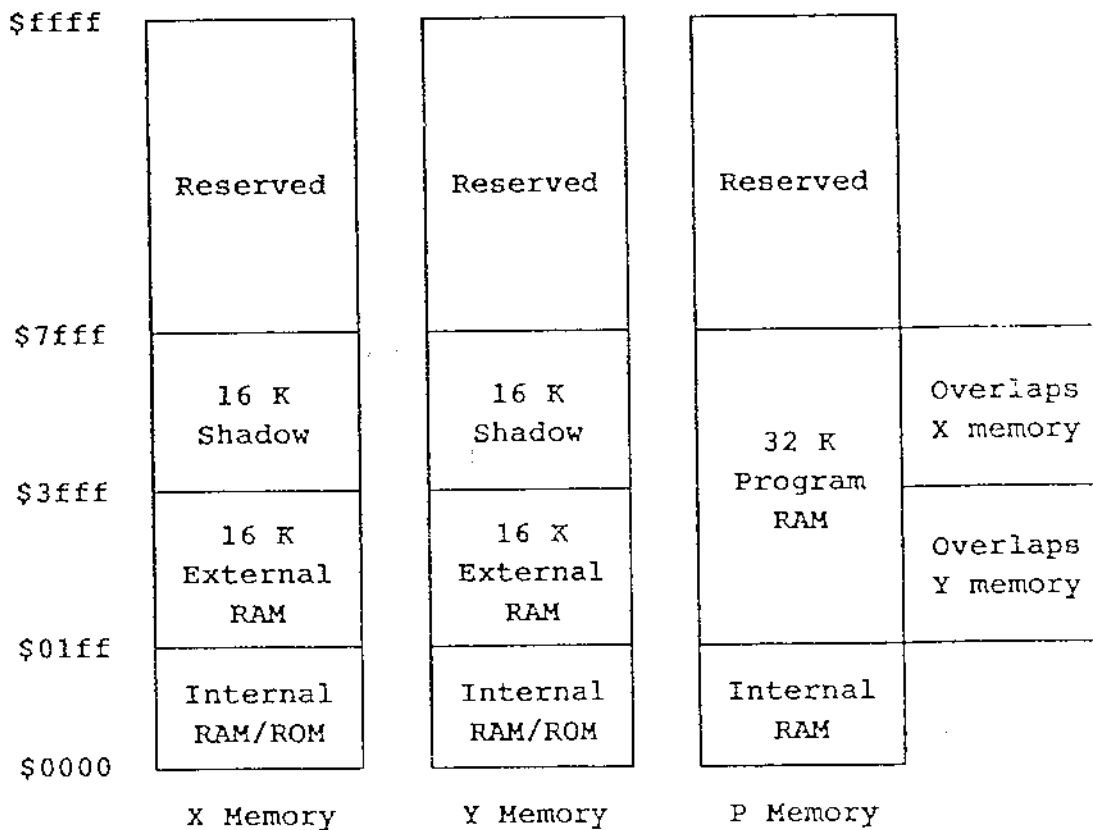 $ffff
Reserved
Reserved
Reserved
$7fff
16 K
Shadow
16 K
Shadow
32 K
Program
RAM
Overlaps
X memory
$3fff
16 K
External
RAM
16 K
External
RAM
Overlaps
Y memory
$01ff
Internal
RAM/ROM
Internal
RAM/ROM
Internal
RAM
$0000
X Memory
Y Memory
P Memory